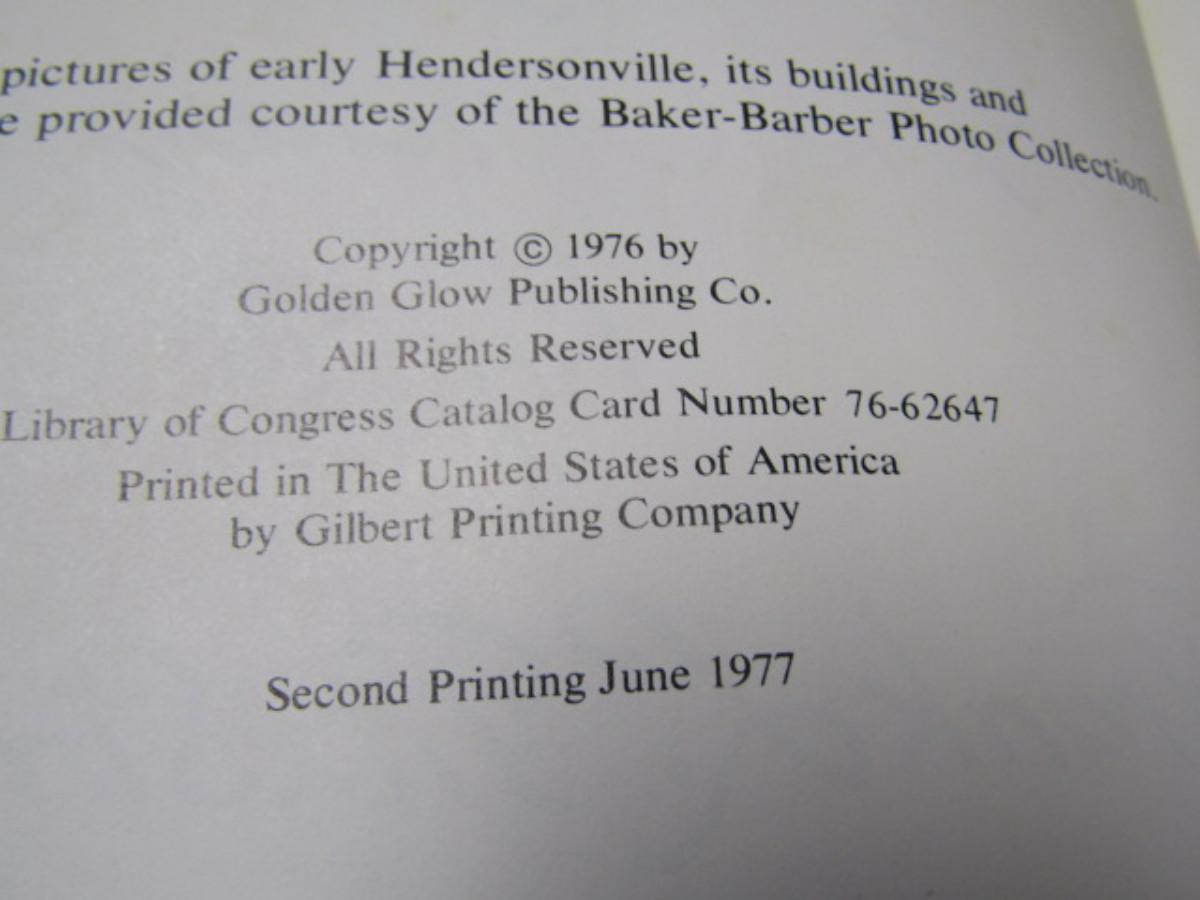 pictures of early Hendersonville, its buildings and
provided courtesy of the Baker-Barber Photo Collection.
Copyright © 1976 by
Golden Glow Publishing Co.
All Rights Reserved
Library of Congress Catalog Card Number 76-62647
Printed in The United States of America
by Gilbert Printing Company
Second Printing June 1977